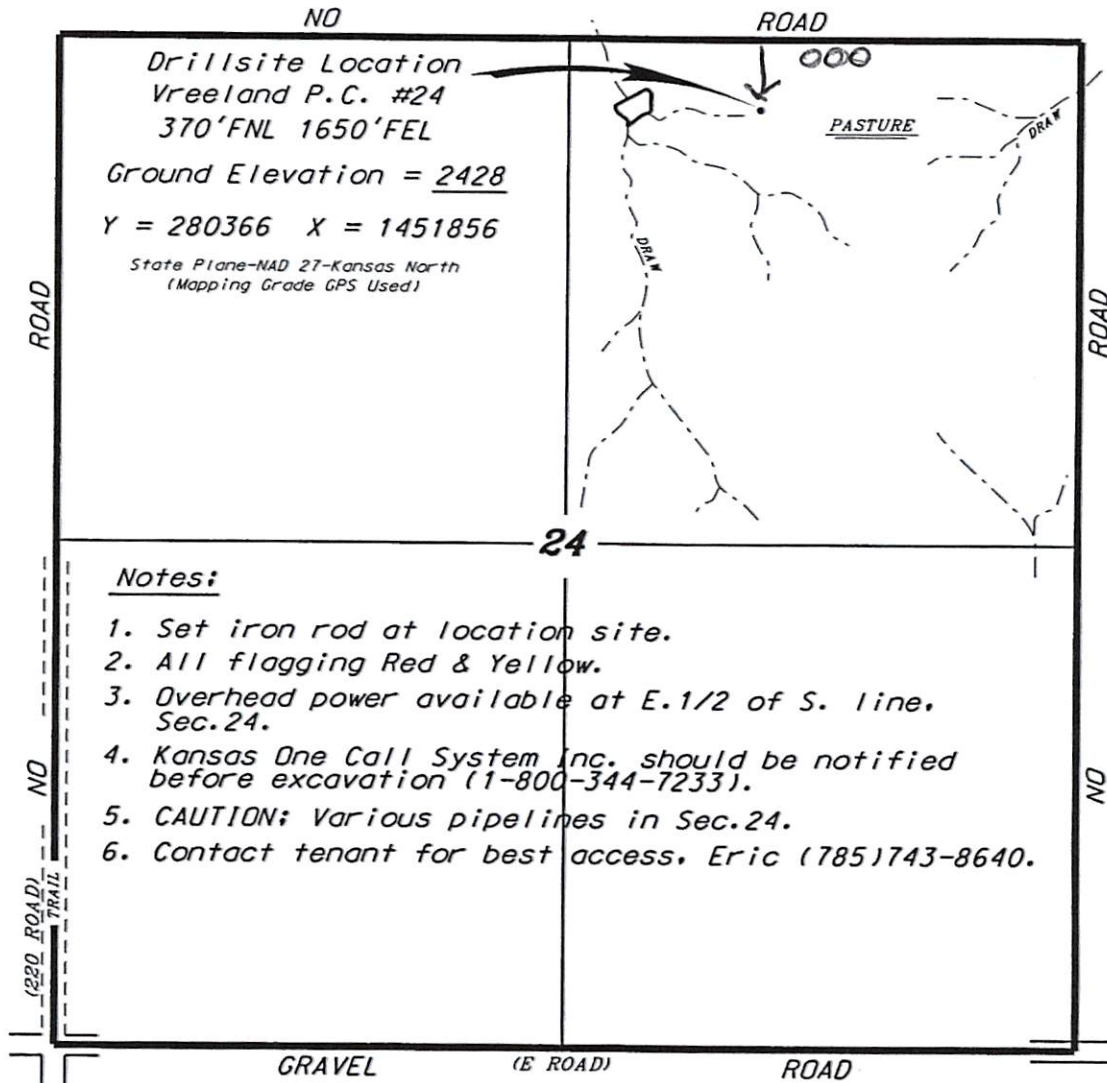 NO ROAD
Drillsite Location
Vreeland P.C. #24
370'FNL 1650'FEL
Ground Elevation = 2428
Y = 280366 X = 1451856
State Plane-NAD 27-Kansas North
(Mapping Grade GPS Used)
PASTURE
DRAW
DRAW
ROAD
NO
NO
ROAD
24
Notes:
1. Set iron rod at location site.
2. All flagging Red & Yellow.
3. Overhead power available at E.1/2 of S. line,
Sec.24.
4. Kansas One Call System Inc. should be notified
before excavation (1-800-344-7233).
5. CAUTION: Various pipelines in Sec.24.
6. Contact tenant for best access. Eric (785)743-8640.
(220 ROAD)
TRAIL
GRAVEL (E ROAD) ROAD